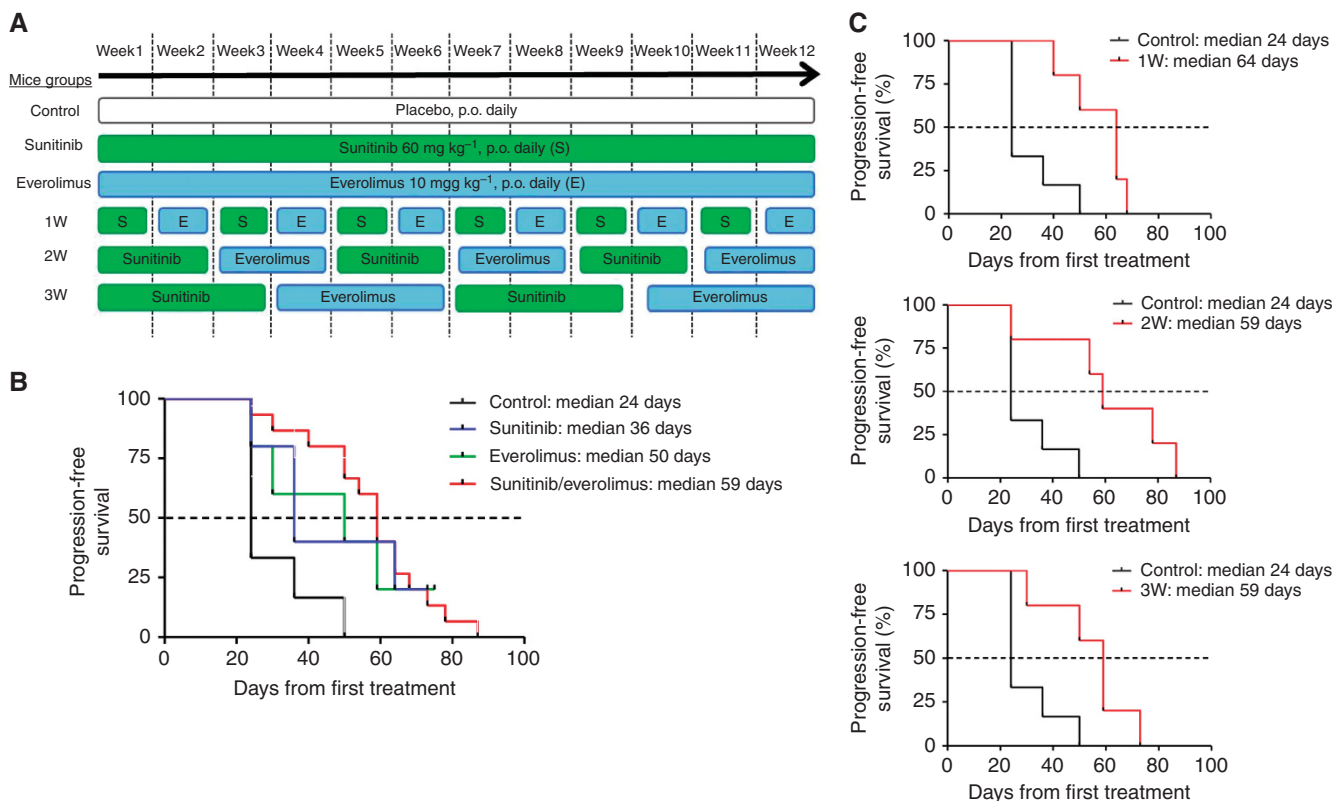 A
Week1 Week2 Week3 Week4 Week5 Week6 Week7 Week8 Week9 Week10 Week11 Week12
Mice groups
Control Placebo, p.o. daily
Sunitinib Sunitinib 60 mg kg⁻¹, p.o. daily (S)
Everolimus Everolimus 10 mgg kg⁻¹, p.o. daily (E)
1W S E S E S E S E S E S E
2W Sunitinib Everolimus Sunitinib Everolimus Sunitinib Everolimus
3W Sunitinib Everolimus Sunitinib Everolimus
B
Control: median 24 days
Sunitinib: median 36 days
Everolimus: median 50 days
Sunitinib/everolimus: median 59 days
Progression-free
survival
100
75
50
25
0
0 20 40 60 80 100
Days from first treatment
C
Control: median 24 days
1W: median 64 days
Progression-free
survival (%)
100
75
50
25
0
0 20 40 60 80 100
Days from first treatment
Control: median 24 days
2W: median 59 days
Progression-free
survival (%)
100
75
50
25
0
0 20 40 60 80 100
Days from first treatment
Control: median 24 days
3W: median 59 days
Progression-free
survival (%)
100
75
50
25
0
0 20 40 60 80 100
Days from first treatment